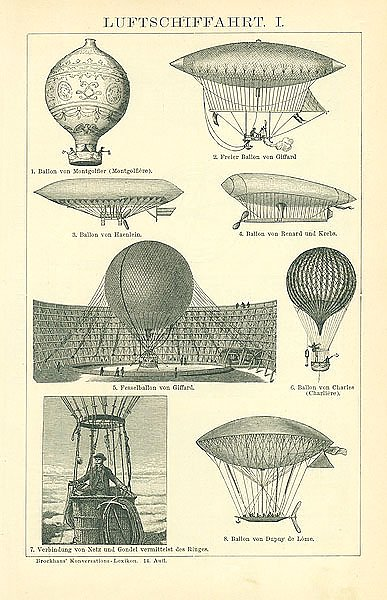 LUFTSCHIFFAHRT. I.
1. Ballon von Montgolfier (Montgolfière).
2. Freier Ballon von Giffard
3. Ballon von Haenlein.
4. Ballon von Renard und Krebs.
5. Fesselballon von Giffard.
6. Ballon von Charles
(Charlière).
7. Verbindung von Netz und Gondel vermittelst des Ringes.
8. Ballon von Dupuy de Lôme.
Brockhaus' Konversations-Lexikon. 14. Aufl.